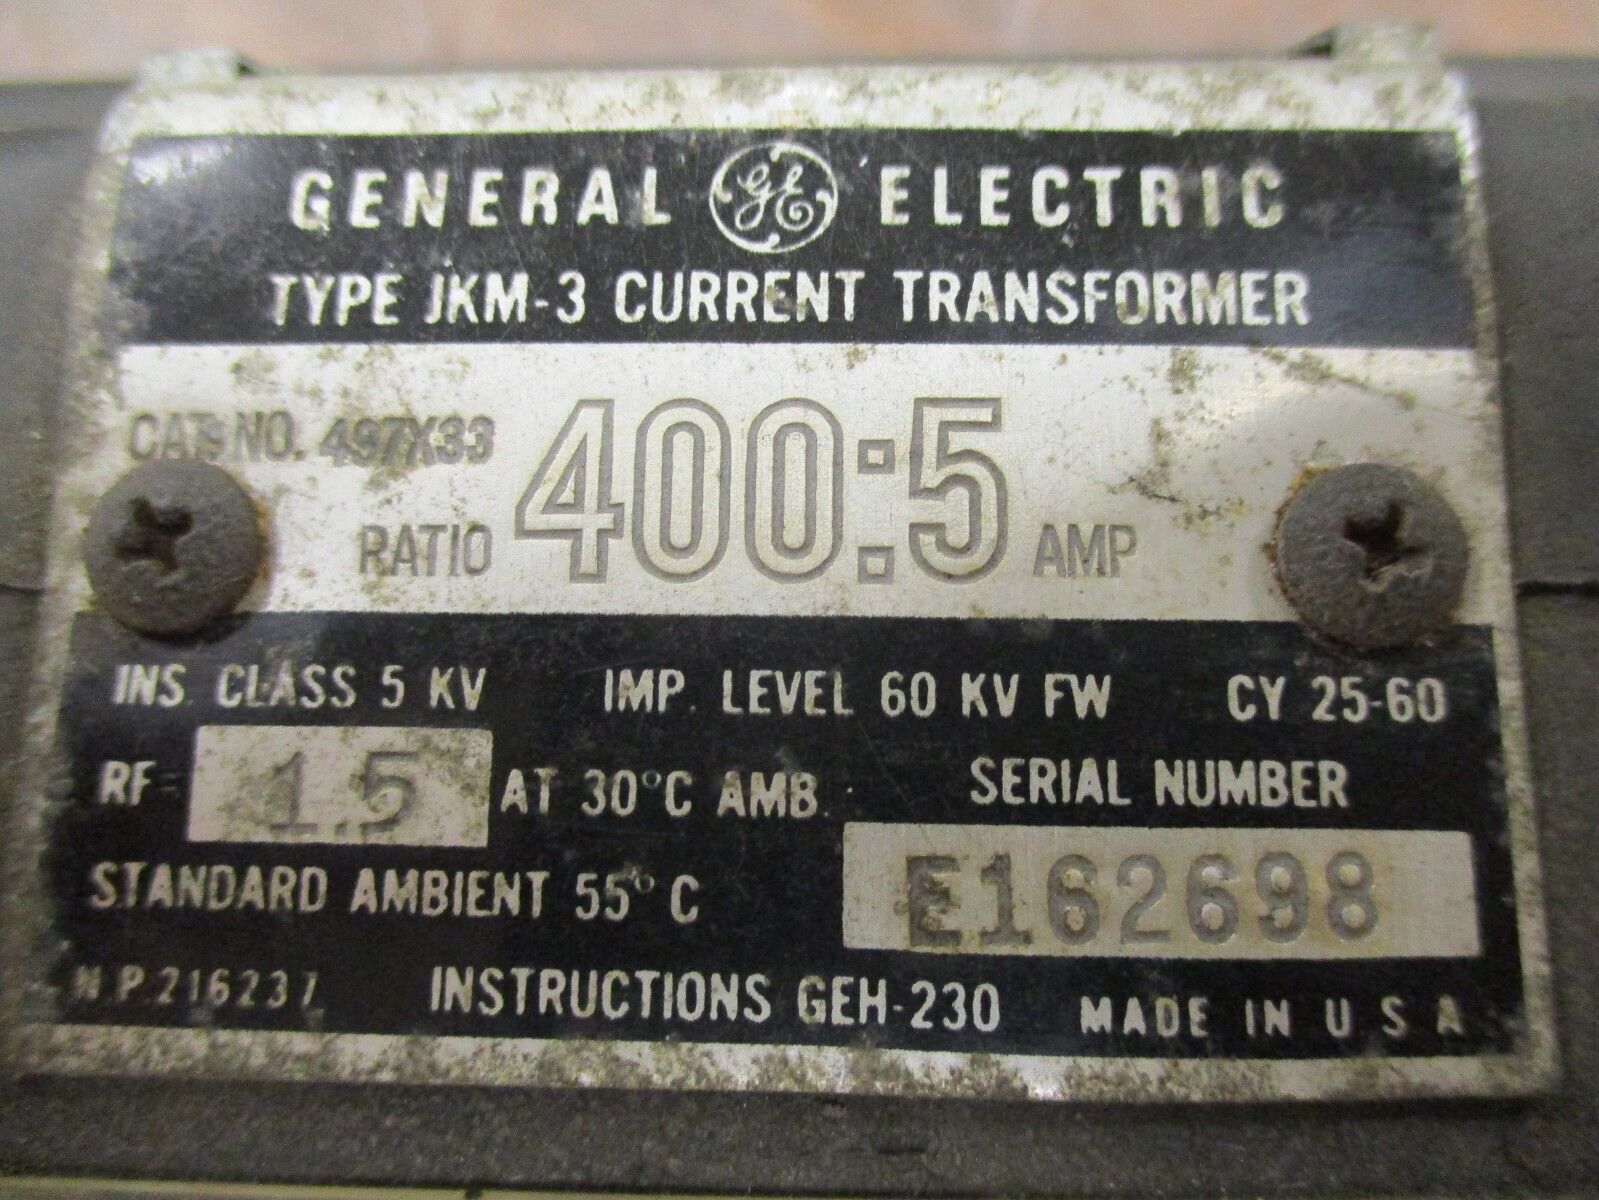 GENERAL GE ELECTRIC
TYPE JKM-3 CURRENT TRANSFORMER
CAT. NO. 497X33
RATIO 400:5 AMP
INS. CLASS 5 KV IMP. LEVEL 60 KV FW CY 25-60
RF= 1.5 AT 30°C AMB. SERIAL NUMBER
STANDARD AMBIENT 55° C E162698
N.P. INSTRUCTIONS GEH-230 MADE IN U S A